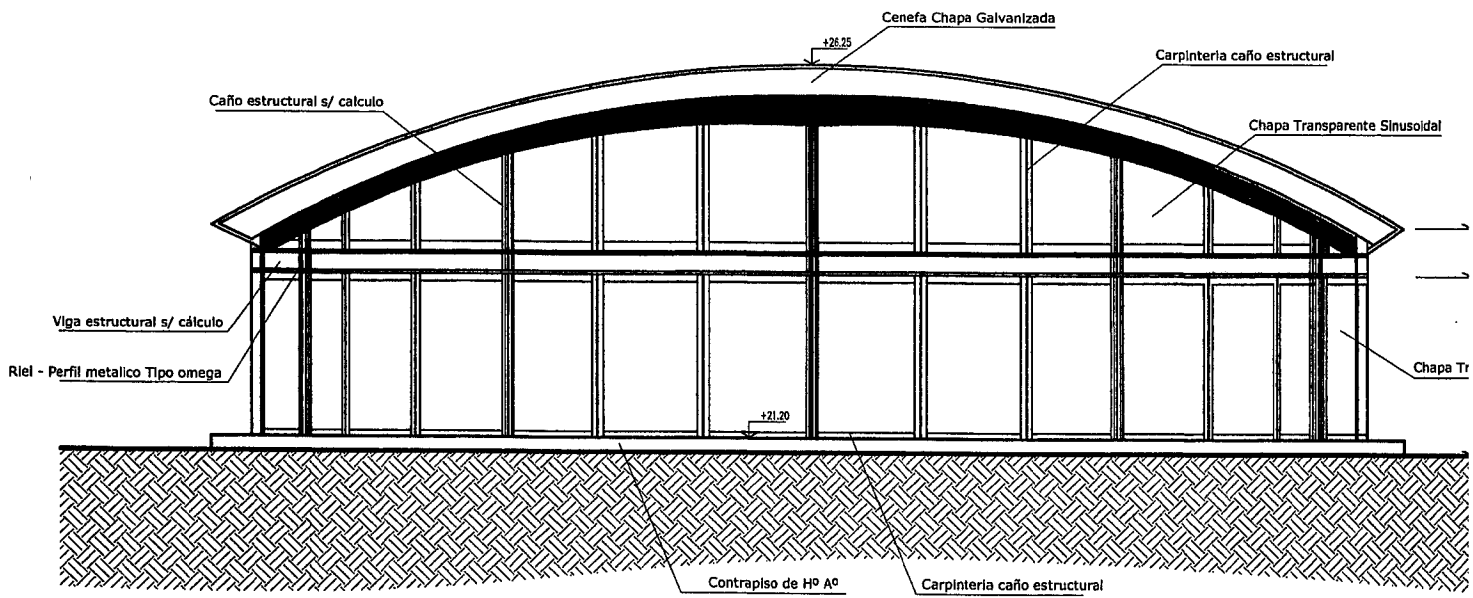 Cenefa Chapa Galvanizada
+26.25
Carpinteria caño estructural
Caño estructural s/ calculo
Chapa Transparente Sinusoidal
Viga estructural s/ cálculo
Riel - Perfil metalico Tipo omega
Chapa Tr
+21.20
Contrapiso de Hº Aº
Carpinteria caño estructural